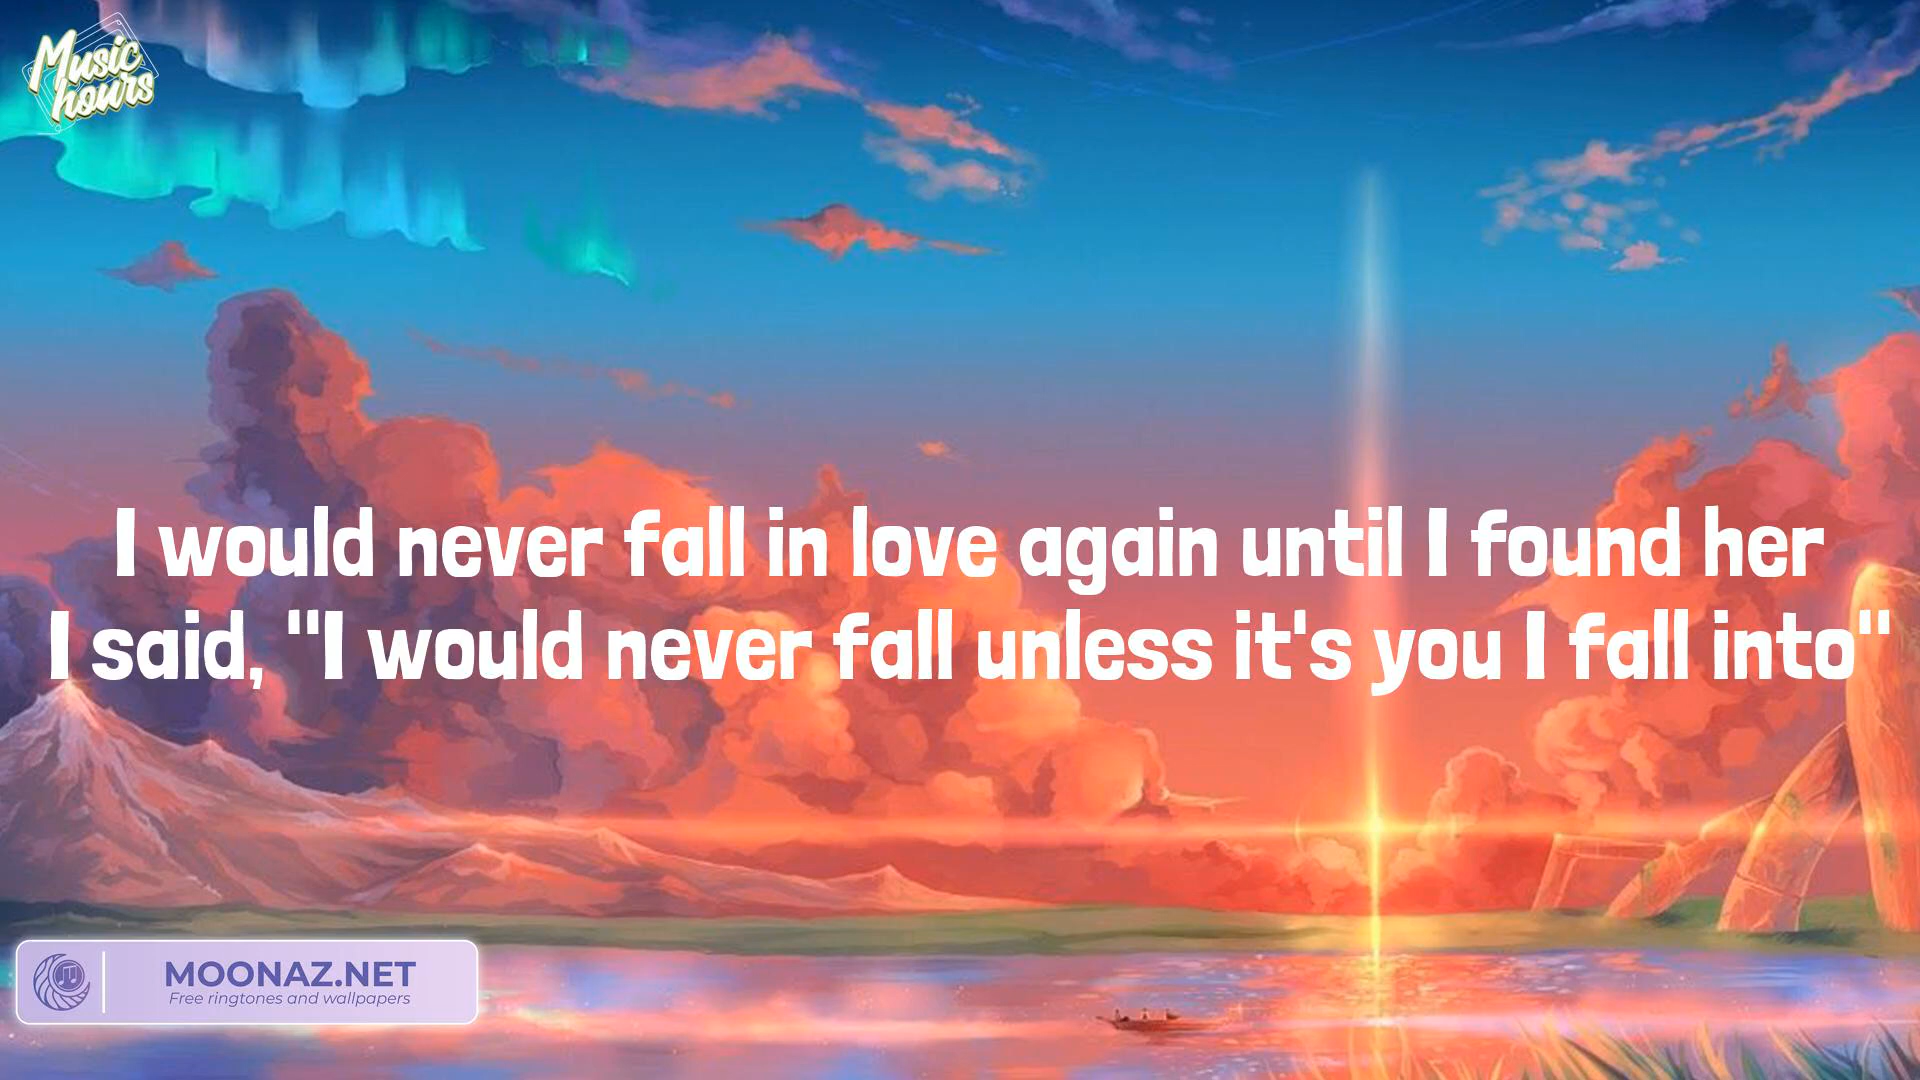 Music
hours
I would never fall in love again until I found her
I said, "I would never fall unless it's you I fall into"
MOONAZ.NET
Free ringtones and wallpapers